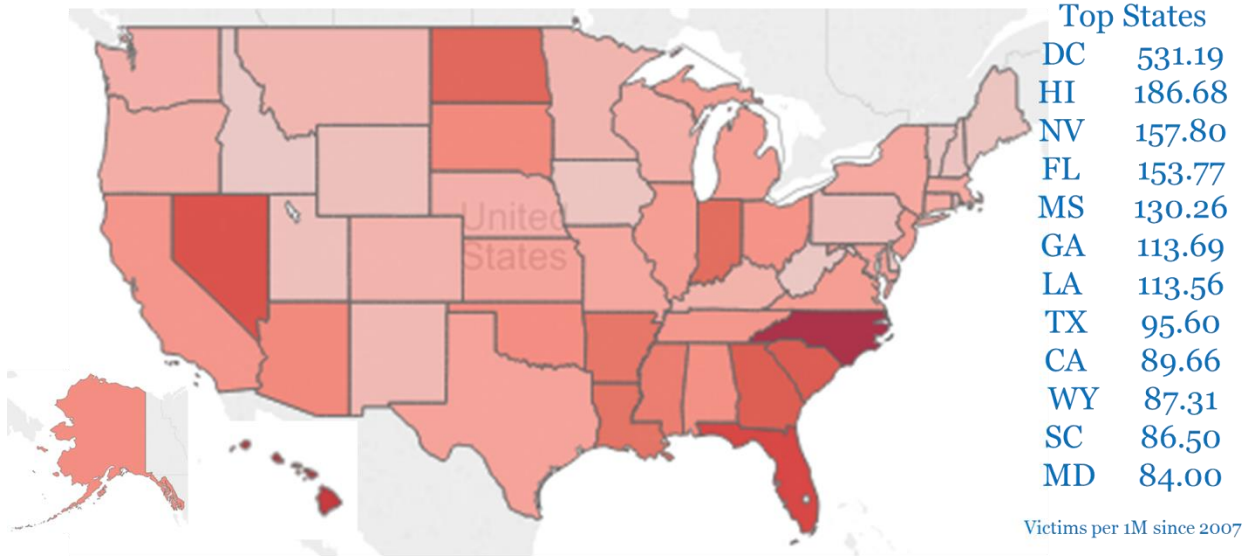 Top States
DC 531.19
HI 186.68
NV 157.80
FL 153.77
MS 130.26
GA 113.69
LA 113.56
TX 95.60
CA 89.66
WY 87.31
SC 86.50
MD 84.00
Victims per 1M since 2007
United
States